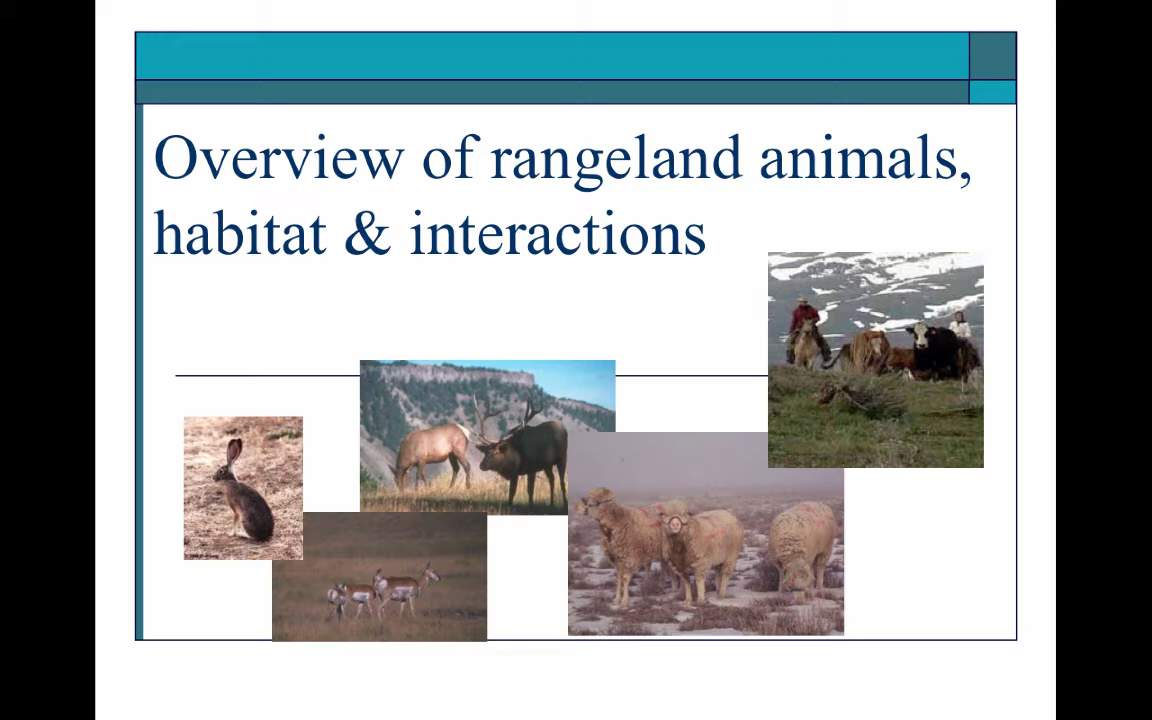 Overview of rangeland animals,
habitat & interactions